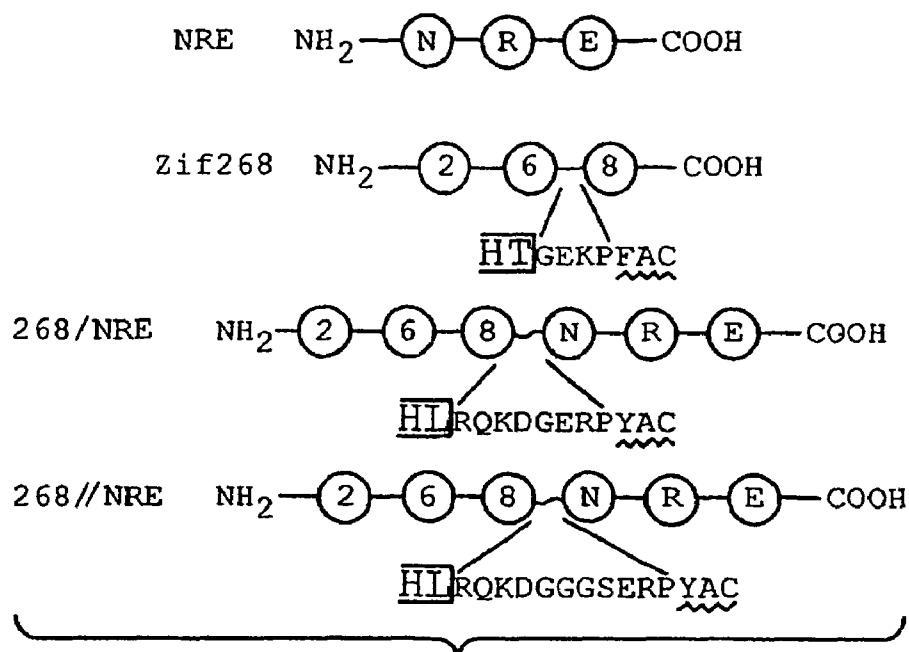 NRE NH2 N R E COOH
Zif268 NH2 2 6 8 COOH
HTGEKPFAC
268/NRE NH2 2 6 8 N R E COOH
HLRQKDGERPYAC
268//NRE NH2 2 6 8 N R E COOH
HLRQKDGGGSERPYAC